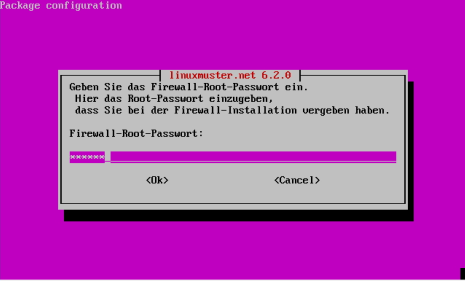 Package configuration
linuxmuster.net 6.2.0
Geben Sie das Firewall-Root-Passwort ein.
Hier das Root-Passwort einzugeben,
dass Sie bei der Firewall-Installation vergeben haben.
Firewall-Root-Passwort:
******
<Ok> <Cancel>